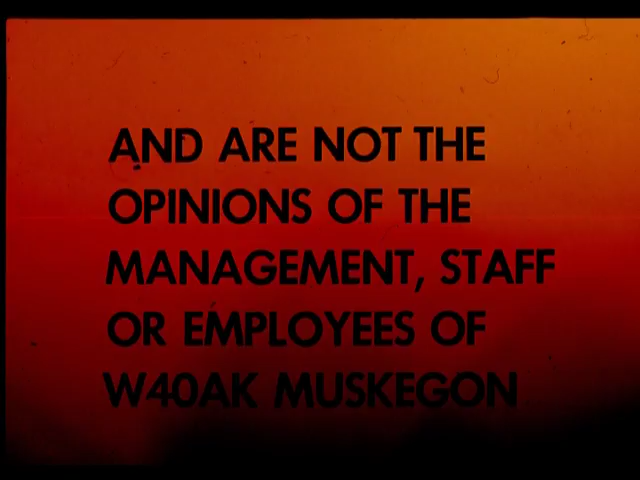 AND ARE NOT THE
OPINIONS OF THE
MANAGEMENT, STAFF
OR EMPLOYEES OF
W40AK MUSKEGON